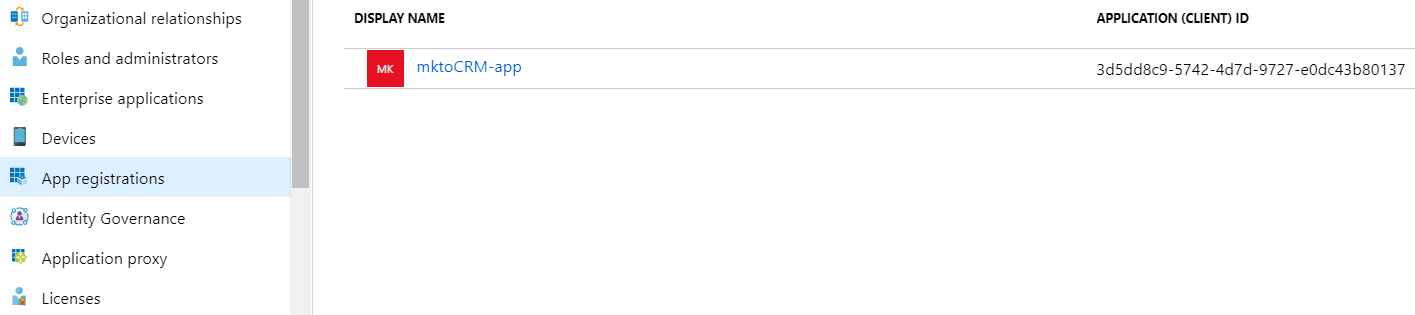 Organizational relationships
Roles and administrators
Enterprise applications
Devices
App registrations
Identity Governance
Application proxy
Licenses
DISPLAY NAME APPLICATION (CLIENT) ID
MK mktoCRM-app 3d5dd8c9-5742-4d7d-9727-e0dc43b80137